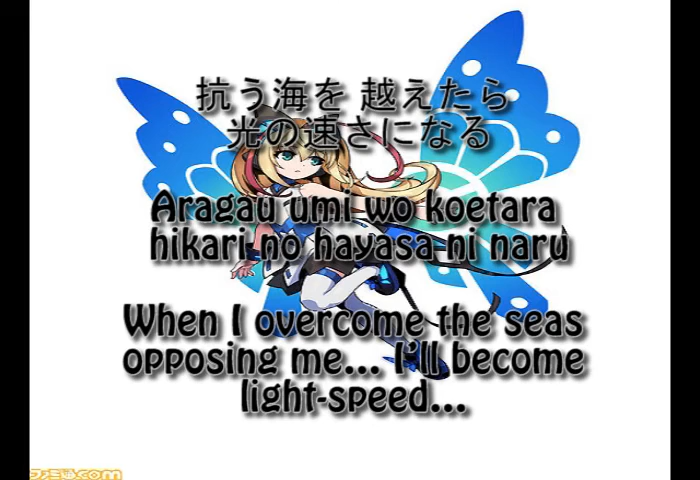 抗う海を 越えたら
光の速さになる
Aragau umi wo koetara
hikari no hayasa ni naru
When I overcome the seas
opposing me... I'll become
light-speed...
ファミ通.com